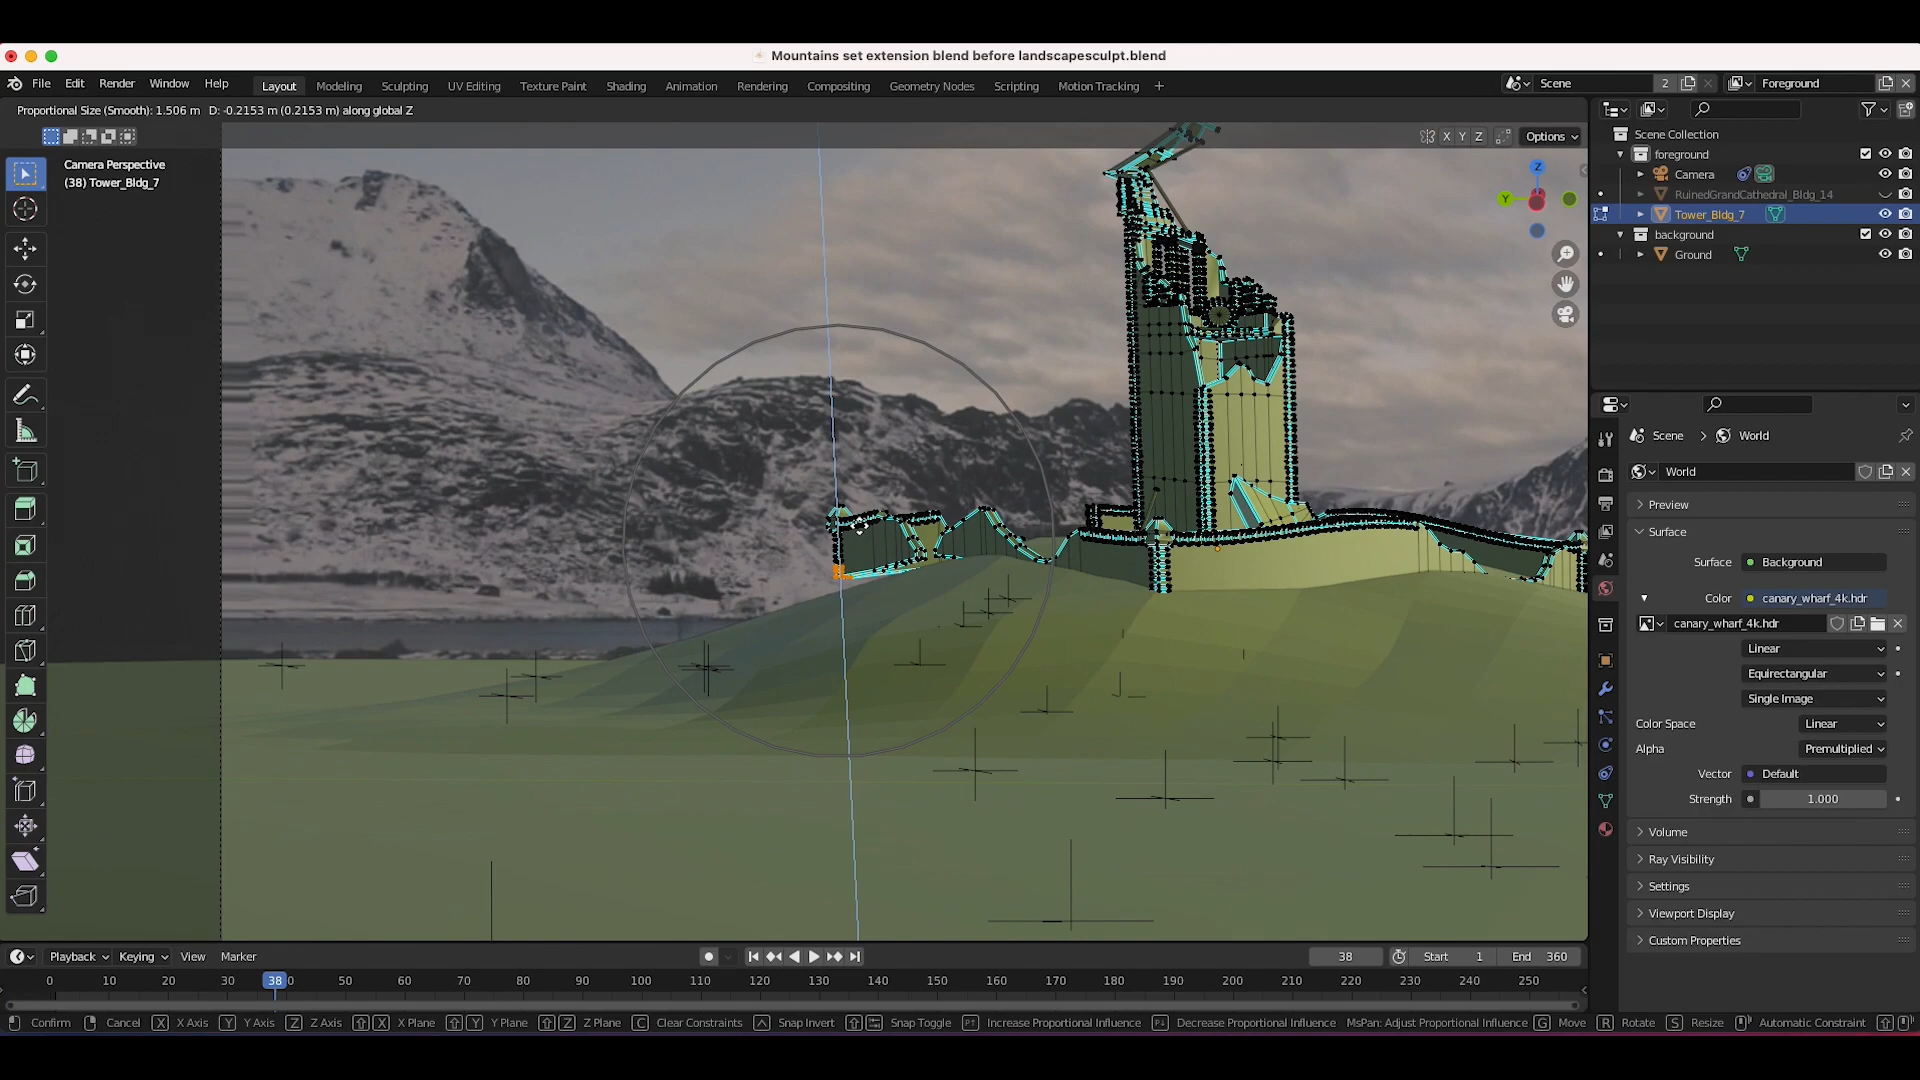 Mountains set extension blend before landscapesculpt.blend
File Edit Render Window Help Layout Modeling Sculpting UV Editing Texture Paint Shading Animation Rendering Compositing Geometry Nodes Scripting Motion Tracking + Scene 2 Foreground
Proportional Size (Smooth): 1.506 m D: -0.2153 m (0.2153 m) along global Z
X Y Z Options
Camera Perspective
(38) Tower_Bldg_7
Z
Y
Scene Collection
foreground
Camera
RuinedGrandCathedral_Bldg_14
Tower_Bldg_7
background
Ground
Scene > World
World
Preview
Surface
Surface Background
Color canary_wharf_4k.hdr
canary_wharf_4k.hdr
Linear
Equirectangular
Single Image
Color Space Linear
Alpha Premultiplied
Vector Default
Strength 1.000
Volume
Ray Visibility
Settings
Viewport Display
Custom Properties
Playback Keying View Marker 38 Start 1 End 360
0 10 20 30 38 0 50 60 70 80 90 100 110 120 130 140 150 160 170 180 190 200 210 220 230 240 250
Confirm Cancel X X Axis Y Y Axis Z Z Axis X X Plane Y Y Plane Z Z Plane C Clear Constraints Snap Invert Snap Toggle Increase Proportional Influence Decrease Proportional Influence MsPan: Adjust Proportional Influence G Move R Rotate S Resize Automatic Constraint